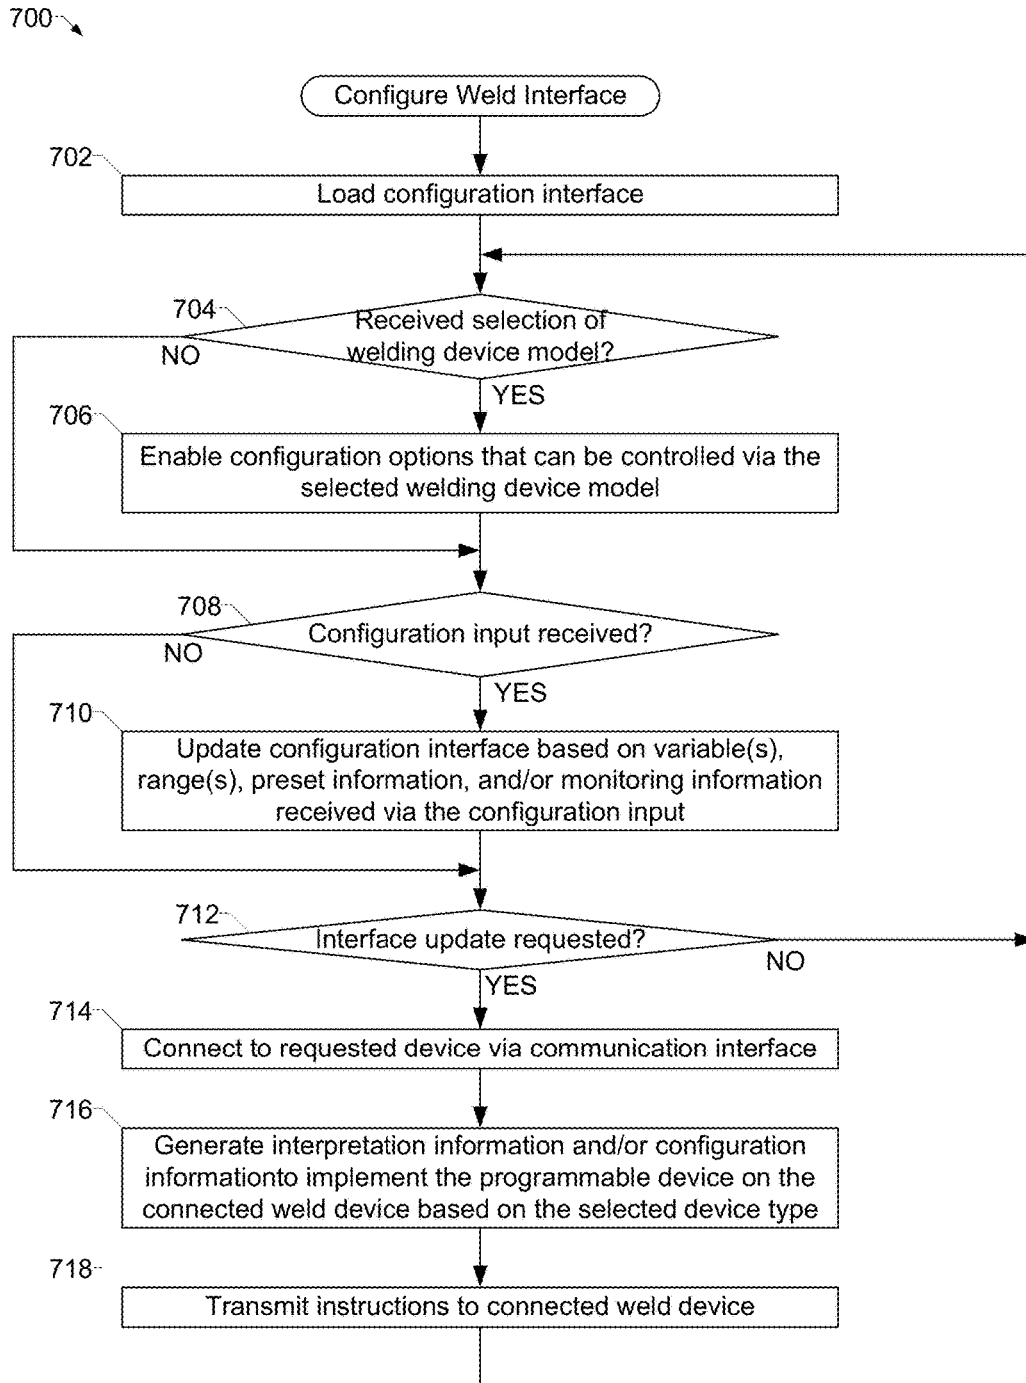 700
Configure Weld Interface
702
Load configuration interface
704
Received selection of
welding device model?
NO
YES
706
Enable configuration options that can be controlled via the
selected welding device model
708
Configuration input received?
NO
YES
710
Update configuration interface based on variable(s),
range(s), preset information, and/or monitoring information
received via the configuration input
712
Interface update requested?
NO
YES
714
Connect to requested device via communication interface
716
Generate interpretation information and/or configuration
informationto implement the programmable device on the
connected weld device based on the selected device type
718
Transmit instructions to connected weld device